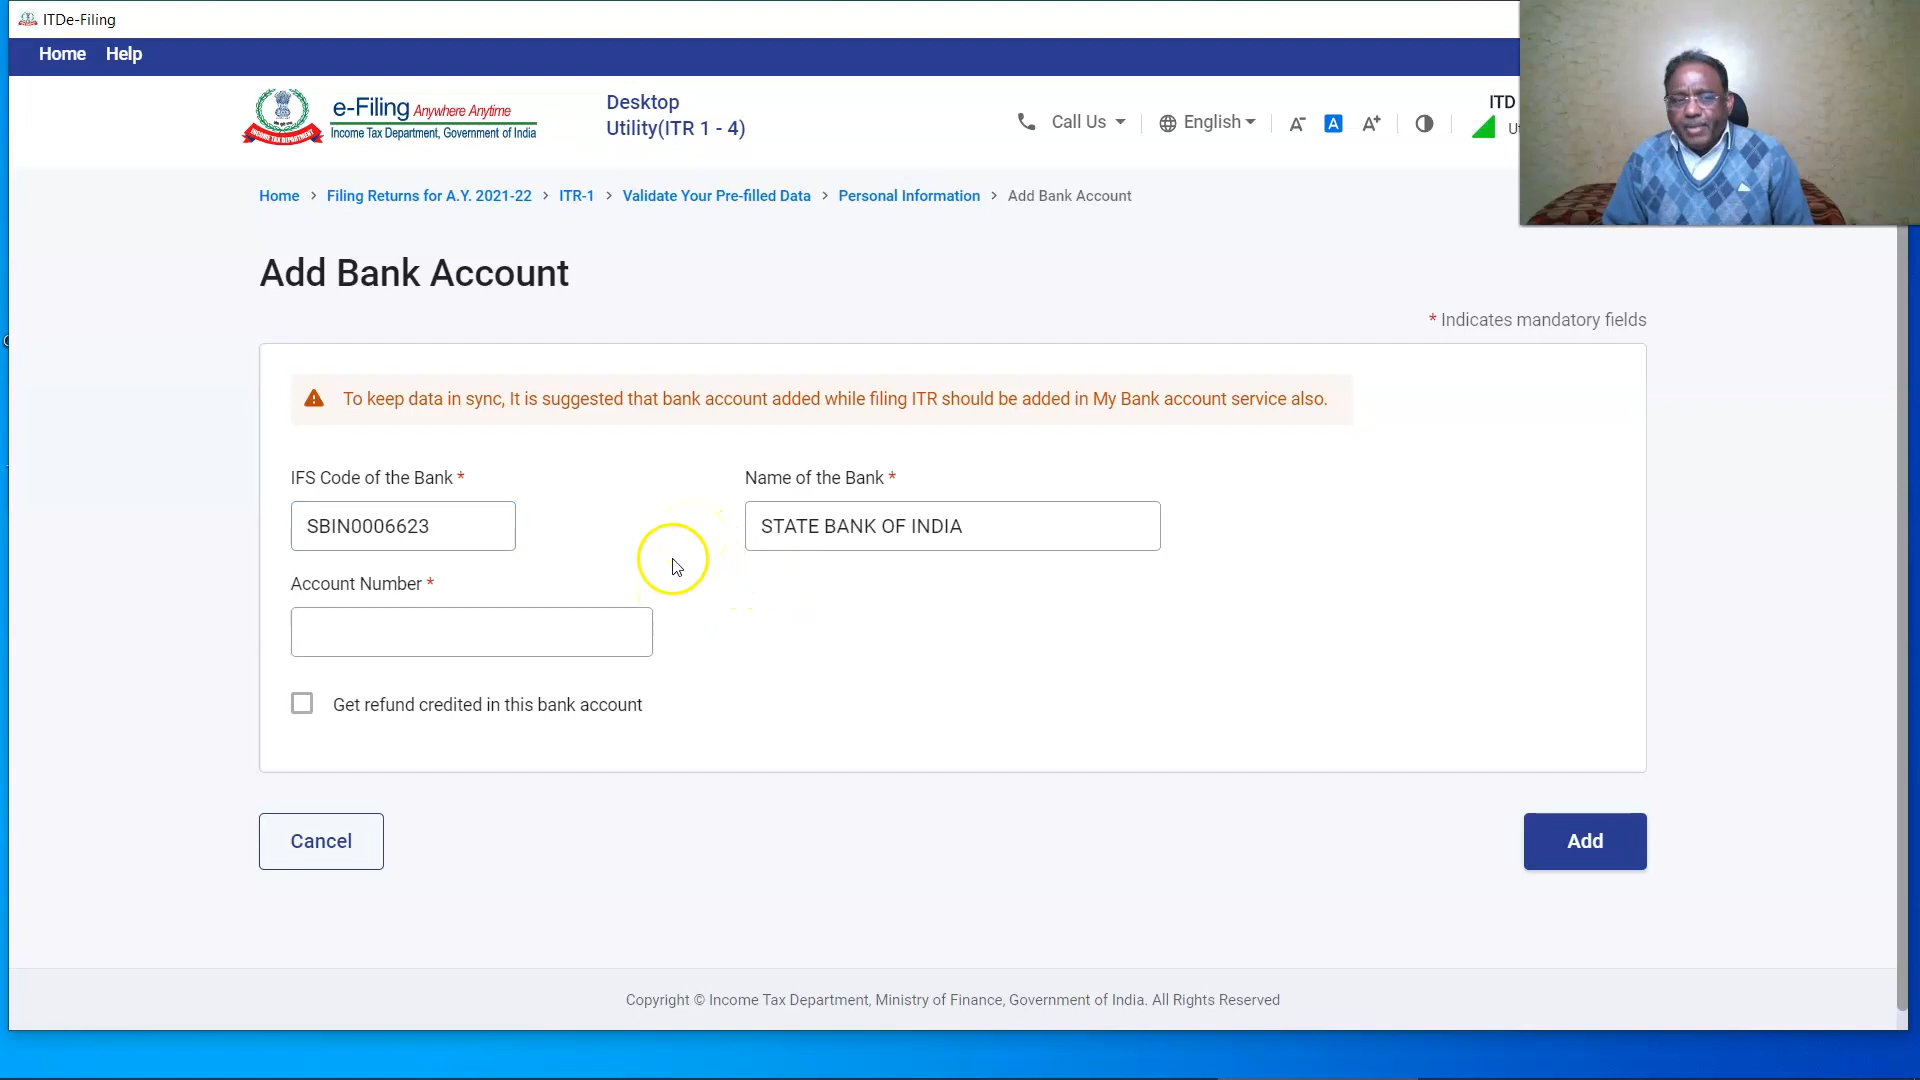 ITDe-Filing
Home Help
e-Filing Anywhere Anytime
Income Tax Department, Government of India
INCOME TAX DEPARTMENT
Desktop
Utility(ITR 1 - 4)
Call Us
English
A-
A
A+
ITD
Home > Filing Returns for A.Y. 2021-22 > ITR-1 > Validate Your Pre-filled Data > Personal Information > Add Bank Account
Add Bank Account
* Indicates mandatory fields
To keep data in sync, It is suggested that bank account added while filing ITR should be added in My Bank account service also.
IFS Code of the Bank *
Name of the Bank *
SBIN0006623
STATE BANK OF INDIA
Account Number *
Get refund credited in this bank account
Cancel
Add
Copyright © Income Tax Department, Ministry of Finance, Government of India. All Rights Reserved